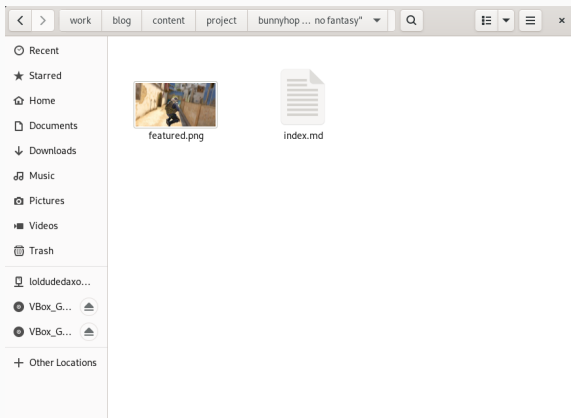 work blog content project bunnyhop ... no fantasy"
Recent
Starred
Home
Documents
Downloads
Music
Pictures
Videos
Trash
loldudedaxo...
VBox_G...
VBox_G...
Other Locations
featured.png
index.md